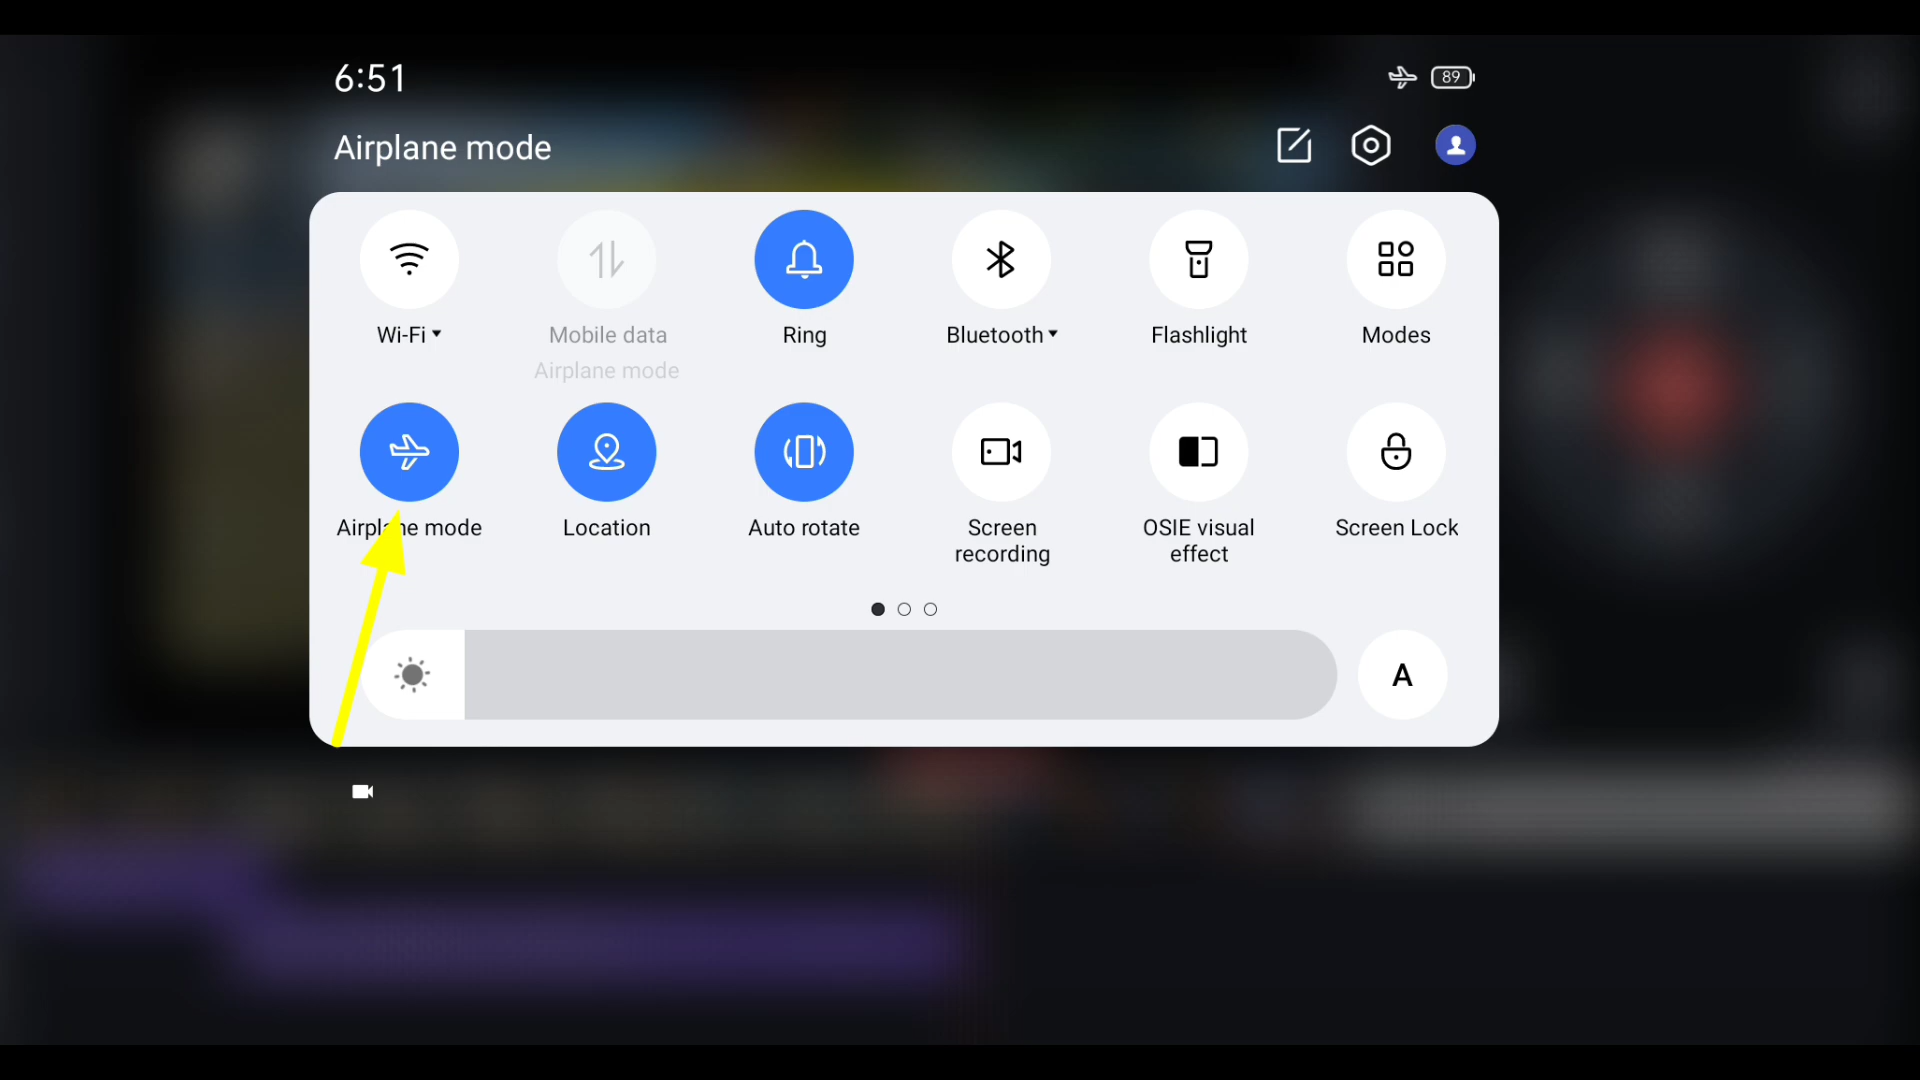 6:51
89
Airplane mode
Wi-Fi
Mobile data
Airplane mode
Ring
Bluetooth
Flashlight
Modes
Airplane mode
Location
Auto rotate
Screen
recording
OSIE visual
effect
Screen Lock
A